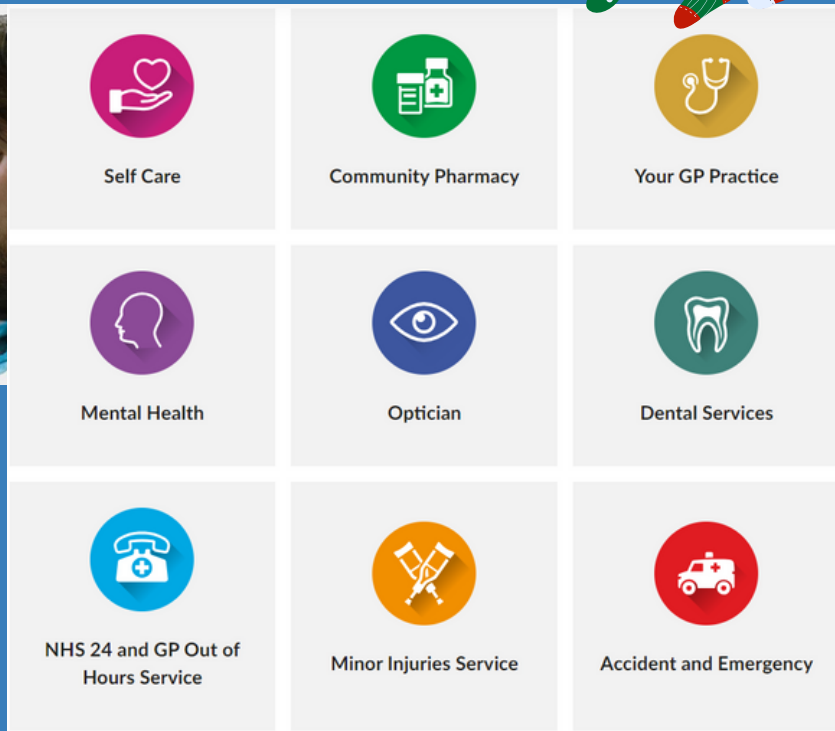 Self Care
Community Pharmacy
Your GP Practice
Mental Health
Optician
Dental Services
NHS 24 and GP Out of
Hours Service
Minor Injuries Service
Accident and Emergency